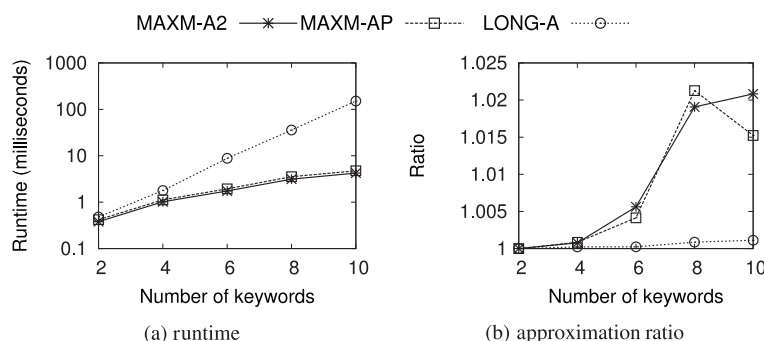 MAXM-A2 MAXM-AP LONG-A
Runtime (milliseconds)
1000
100
10
1
0.1
2 4 6 8 10
Number of keywords
(a) runtime
Ratio
1.025
1.02
1.015
1.01
1.005
1
2 4 6 8 10
Number of keywords
(b) approximation ratio